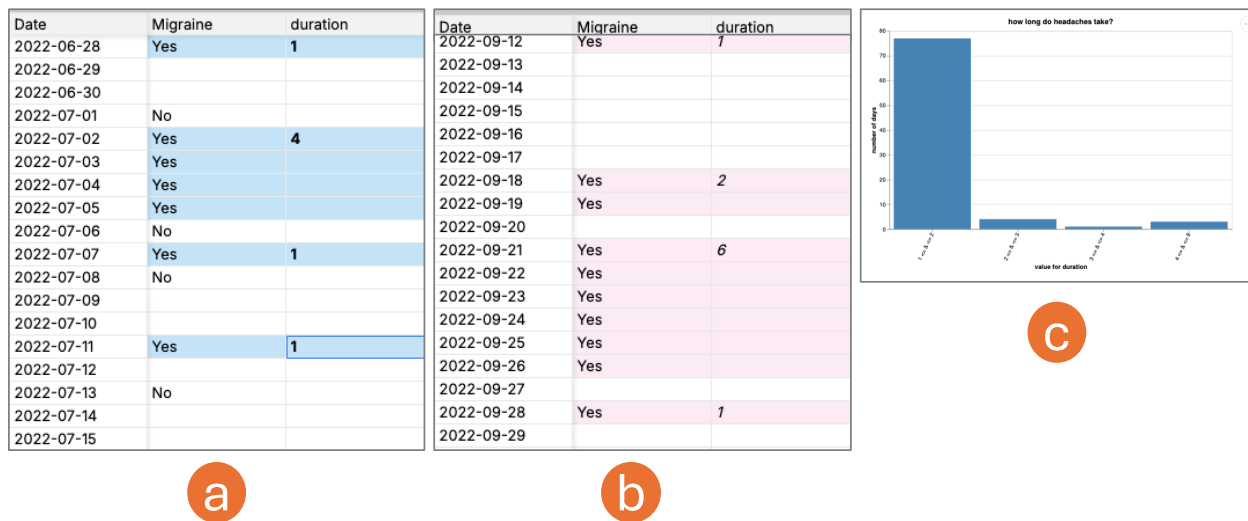 Date Migraine duration
2022-06-28 Yes 1
2022-06-29
2022-06-30
2022-07-01 No
2022-07-02 Yes 4
2022-07-03 Yes
2022-07-04 Yes
2022-07-05 Yes
2022-07-06 No
2022-07-07 Yes 1
2022-07-08 No
2022-07-09
2022-07-10
2022-07-11 Yes 1
2022-07-12
2022-07-13 No
2022-07-14
2022-07-15
a
Date Migraine duration
2022-09-12 Yes 1
2022-09-13
2022-09-14
2022-09-15
2022-09-16
2022-09-17
2022-09-18 Yes 2
2022-09-19 Yes
2022-09-20
2022-09-21 Yes 6
2022-09-22 Yes
2022-09-23 Yes
2022-09-24 Yes
2022-09-25 Yes
2022-09-26 Yes
2022-09-27
2022-09-28 Yes 1
2022-09-29
b
how long do headaches take?
number of days
80
70
60
50
40
30
20
10
0
1 <= & <= 2
2 <= & <= 3
3 <= & <= 4
value for duration
c